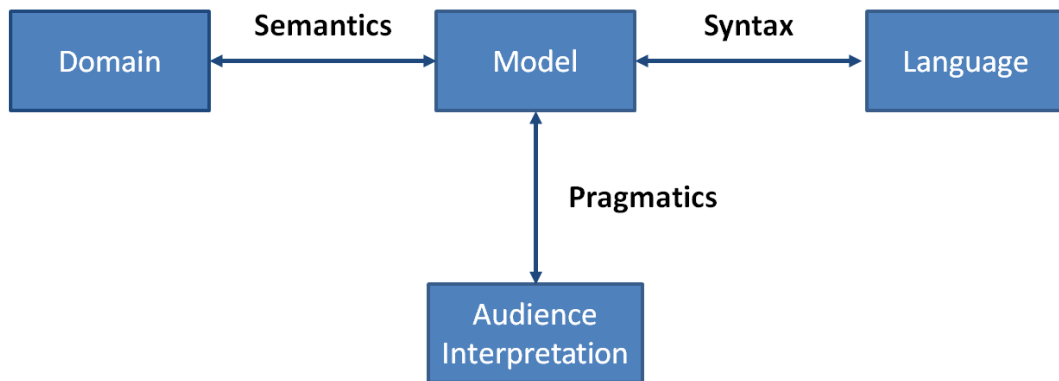 Semantics
Syntax
Domain
Model
Language
Pragmatics
Audience
Interpretation